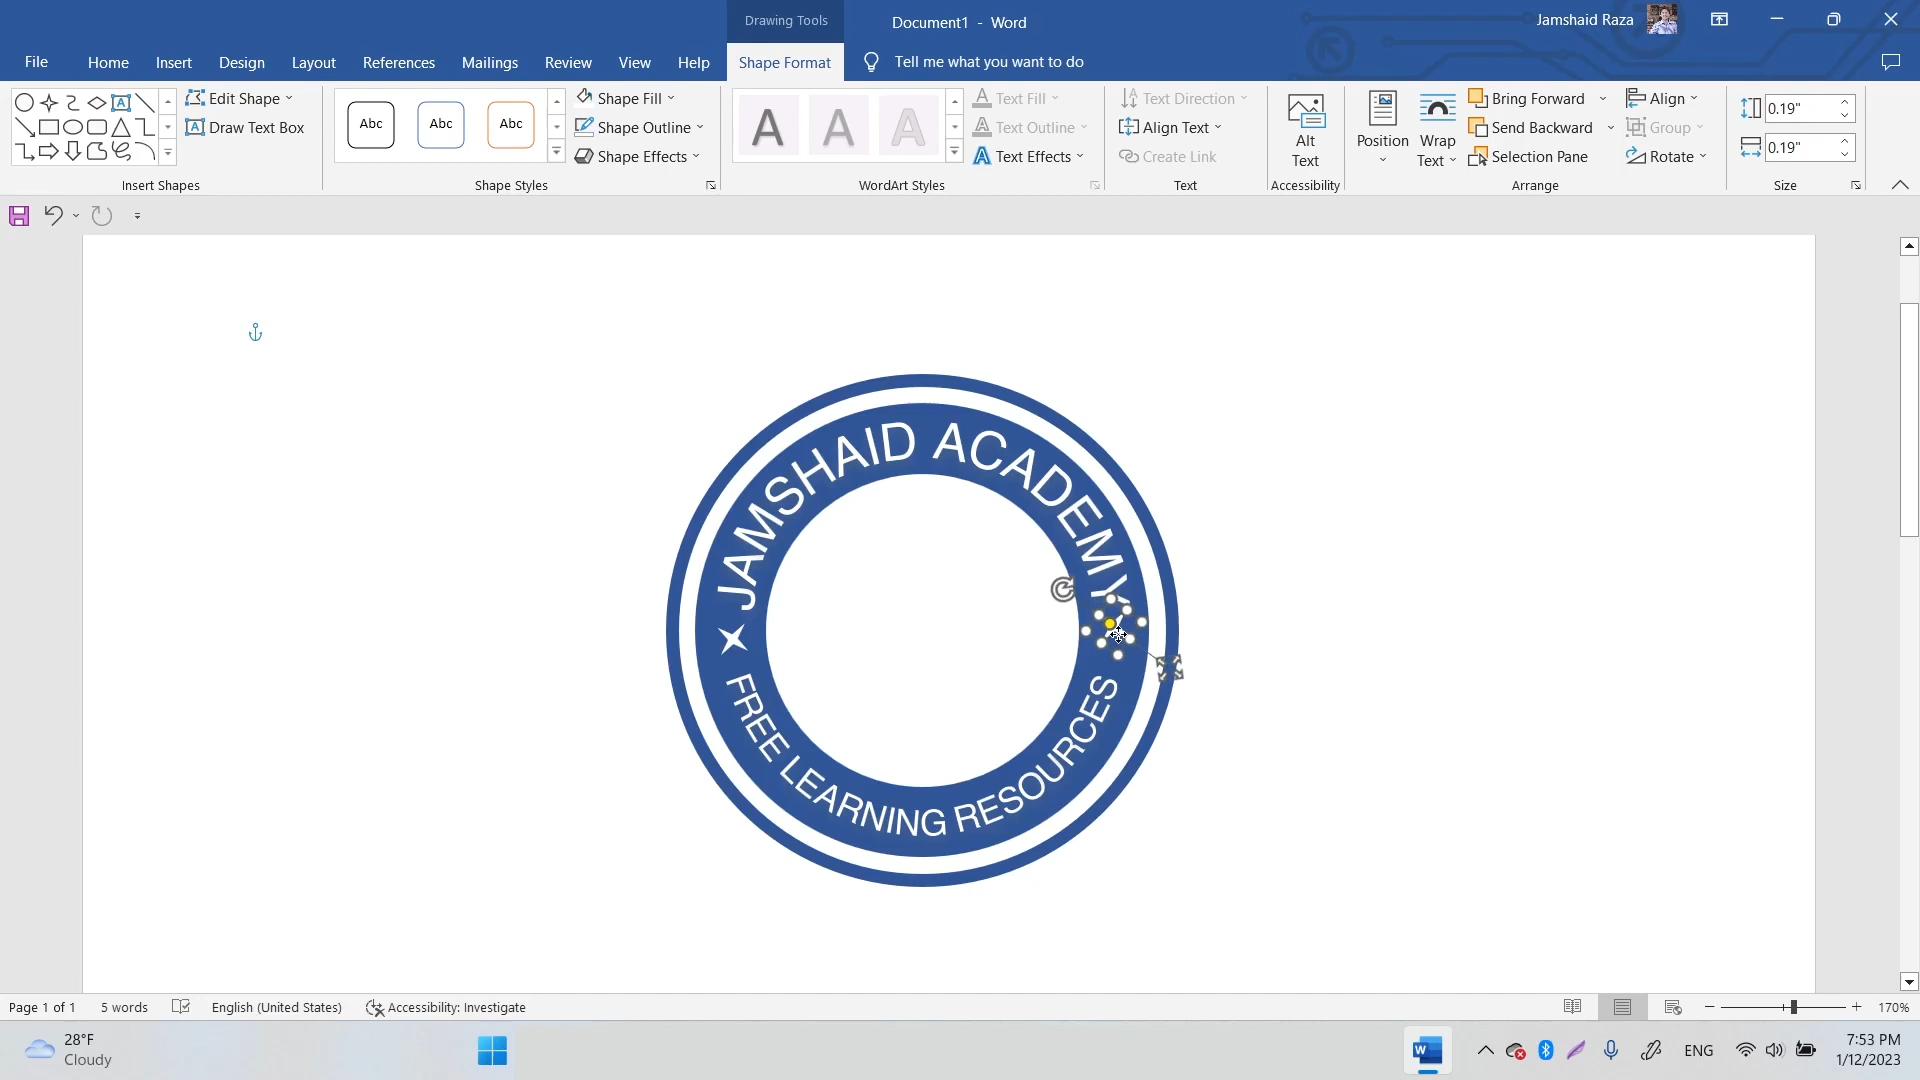 Drawing Tools
Document1 - Word
Jamshaid Raza
File
Home
Insert
Design
Layout
References
Mailings
Review
View
Help
Shape Format
Tell me what you want to do
Edit Shape
Draw Text Box
Insert Shapes
Abc
Abc
Abc
Shape Fill
Shape Outline
Shape Effects
Shape Styles
A
A
A
Text Fill
Text Outline
Text Effects
WordArt Styles
Text Direction
Align Text
Create Link
Text
Alt
Text
Accessibility
Position
Wrap
Text
Bring Forward
Send Backward
Selection Pane
Align
Group
Rotate
Arrange
0.19"
0.19"
Size
JAMSHAID ACADEMY
FREE LEARNING RESOURCES
Page 1 of 1
5 words
English (United States)
Accessibility: Investigate
170%
28°F
Cloudy
ENG
7:53 PM
1/12/2023